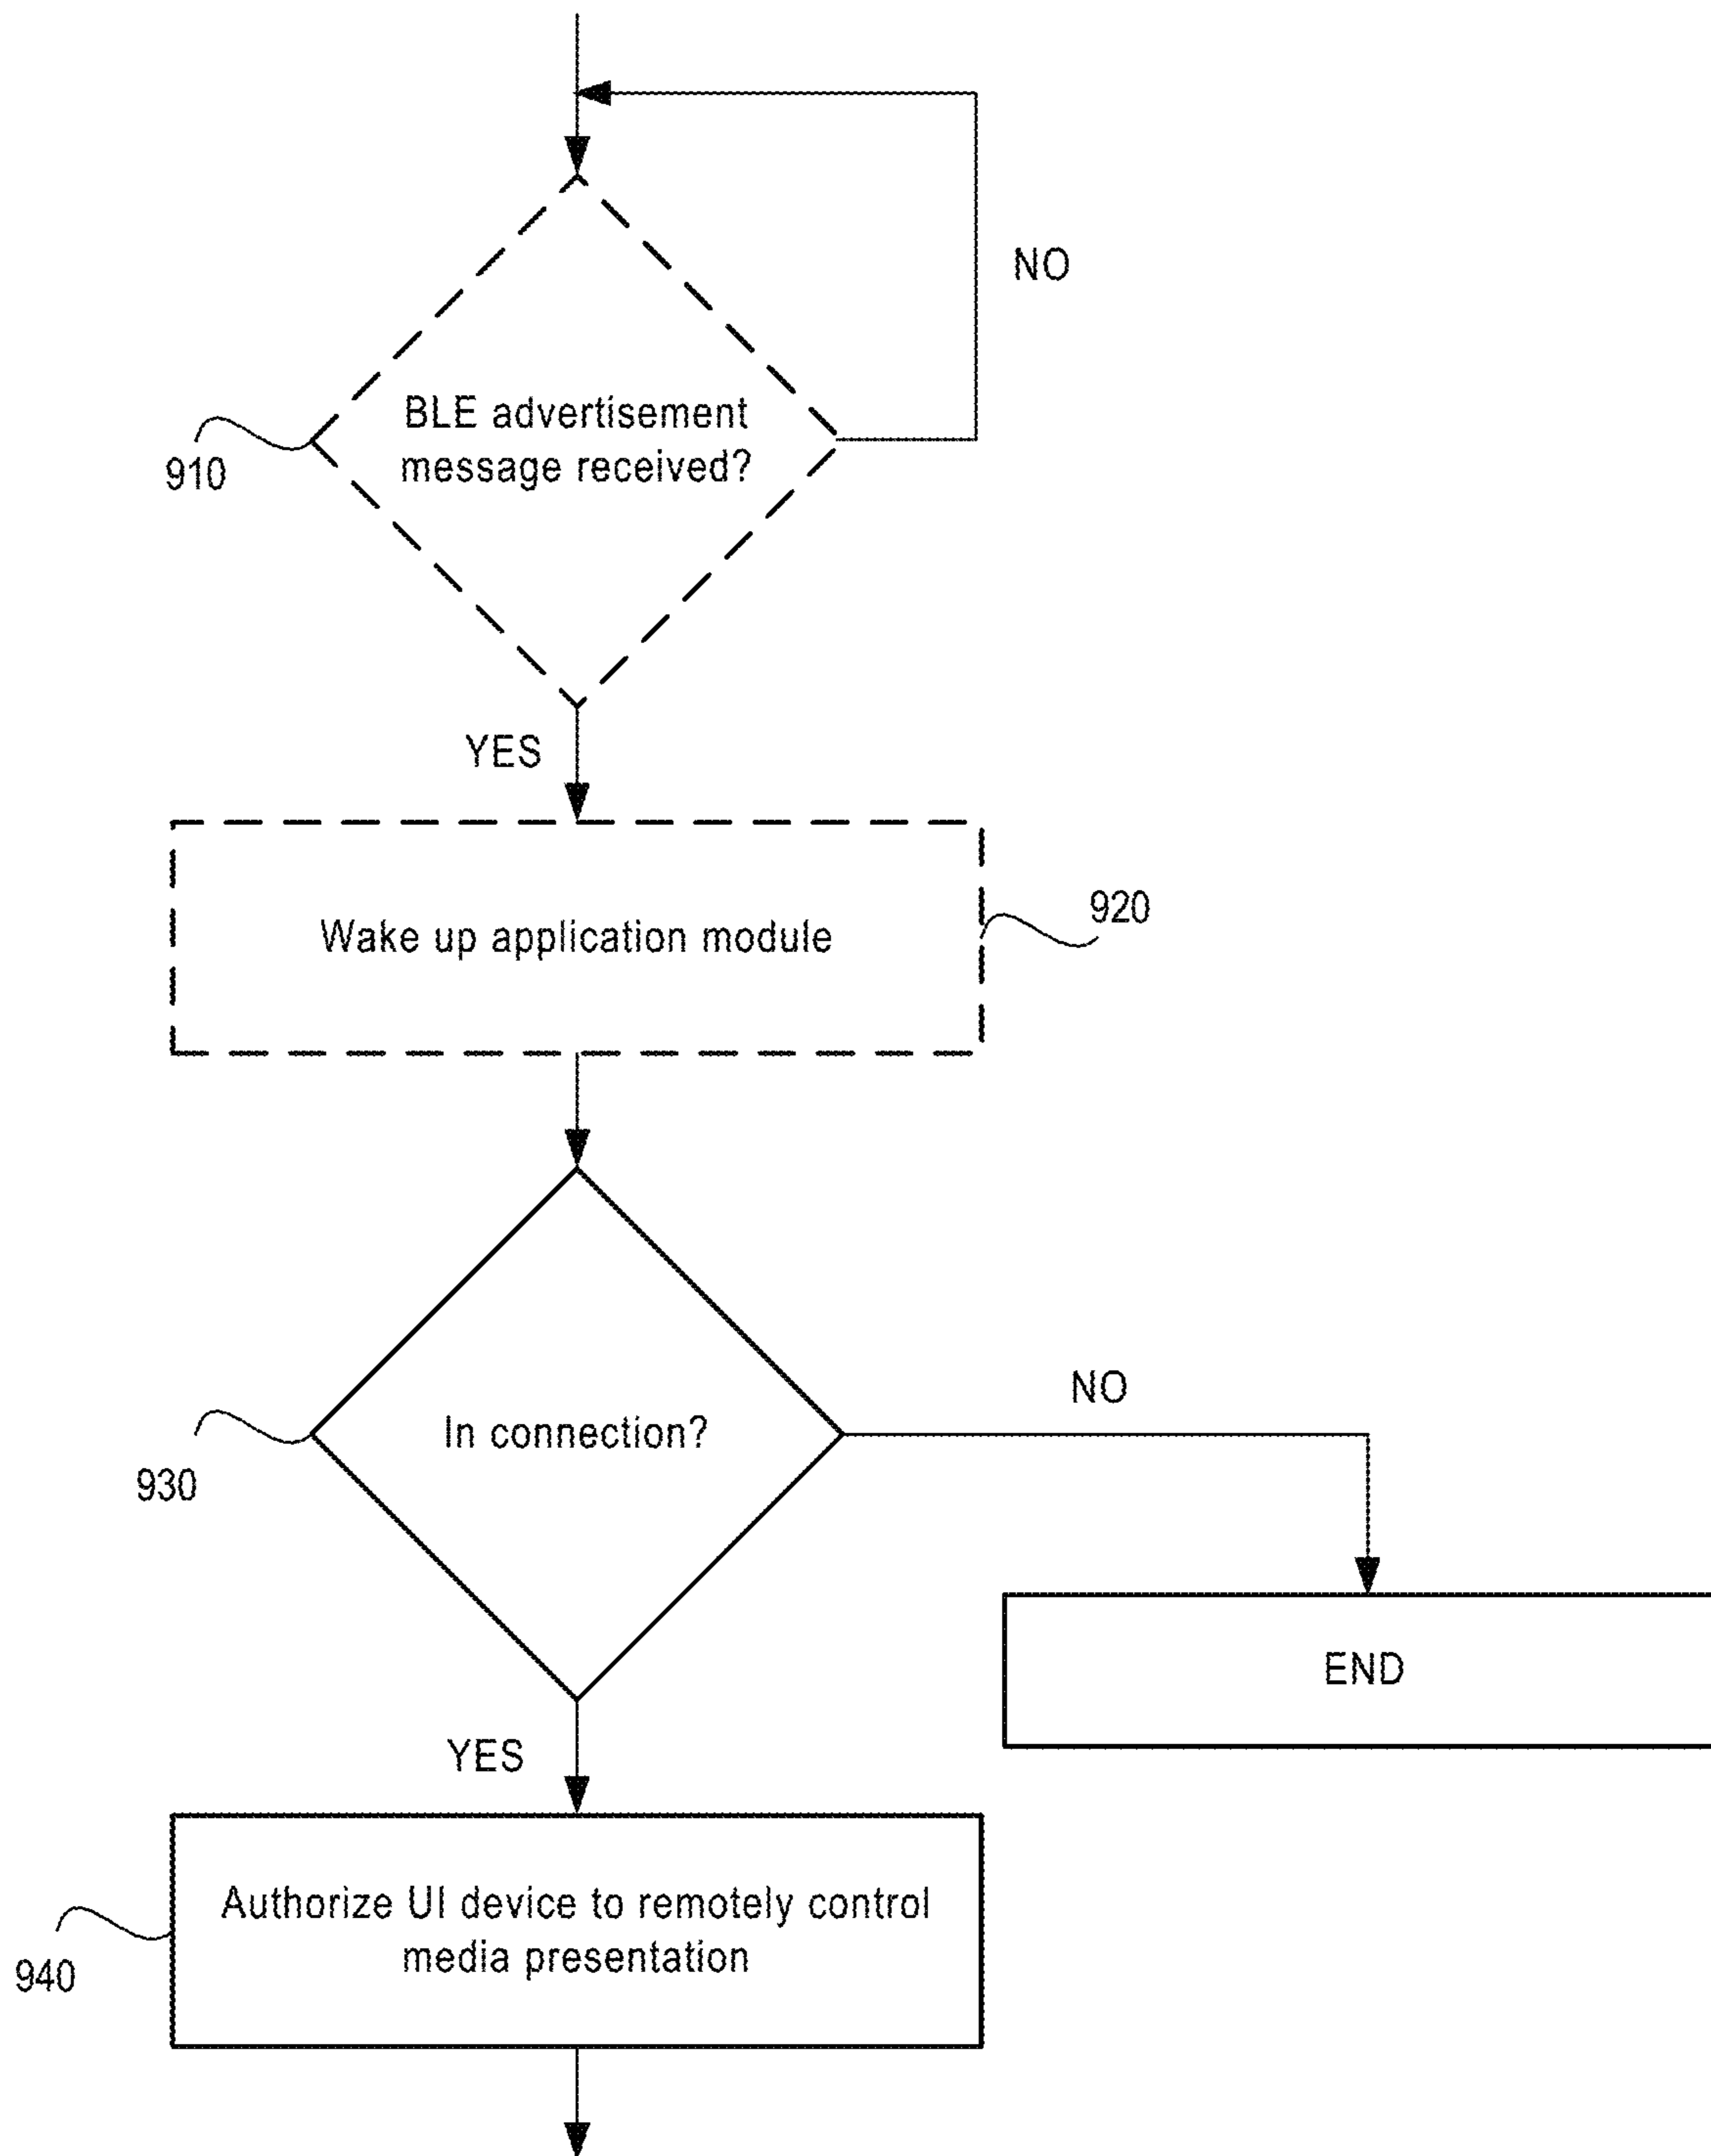 NO
BLE advertisement
message received?
910
YES
Wake up application module
920
In connection?
NO
930
END
YES
Authorize UI device to remotely control
media presentation
940